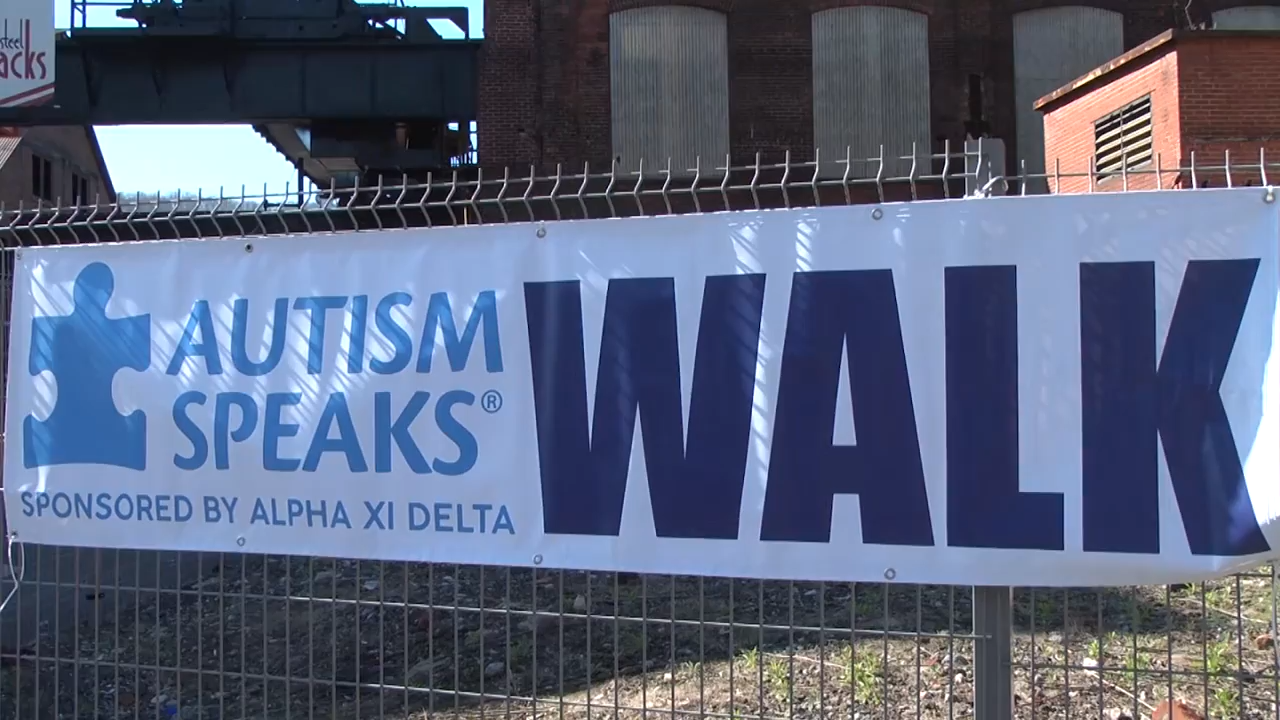 steel
acks
AUTISM
SPEAKS®
SPONSORED BY ALPHA XI DELTA
WALK